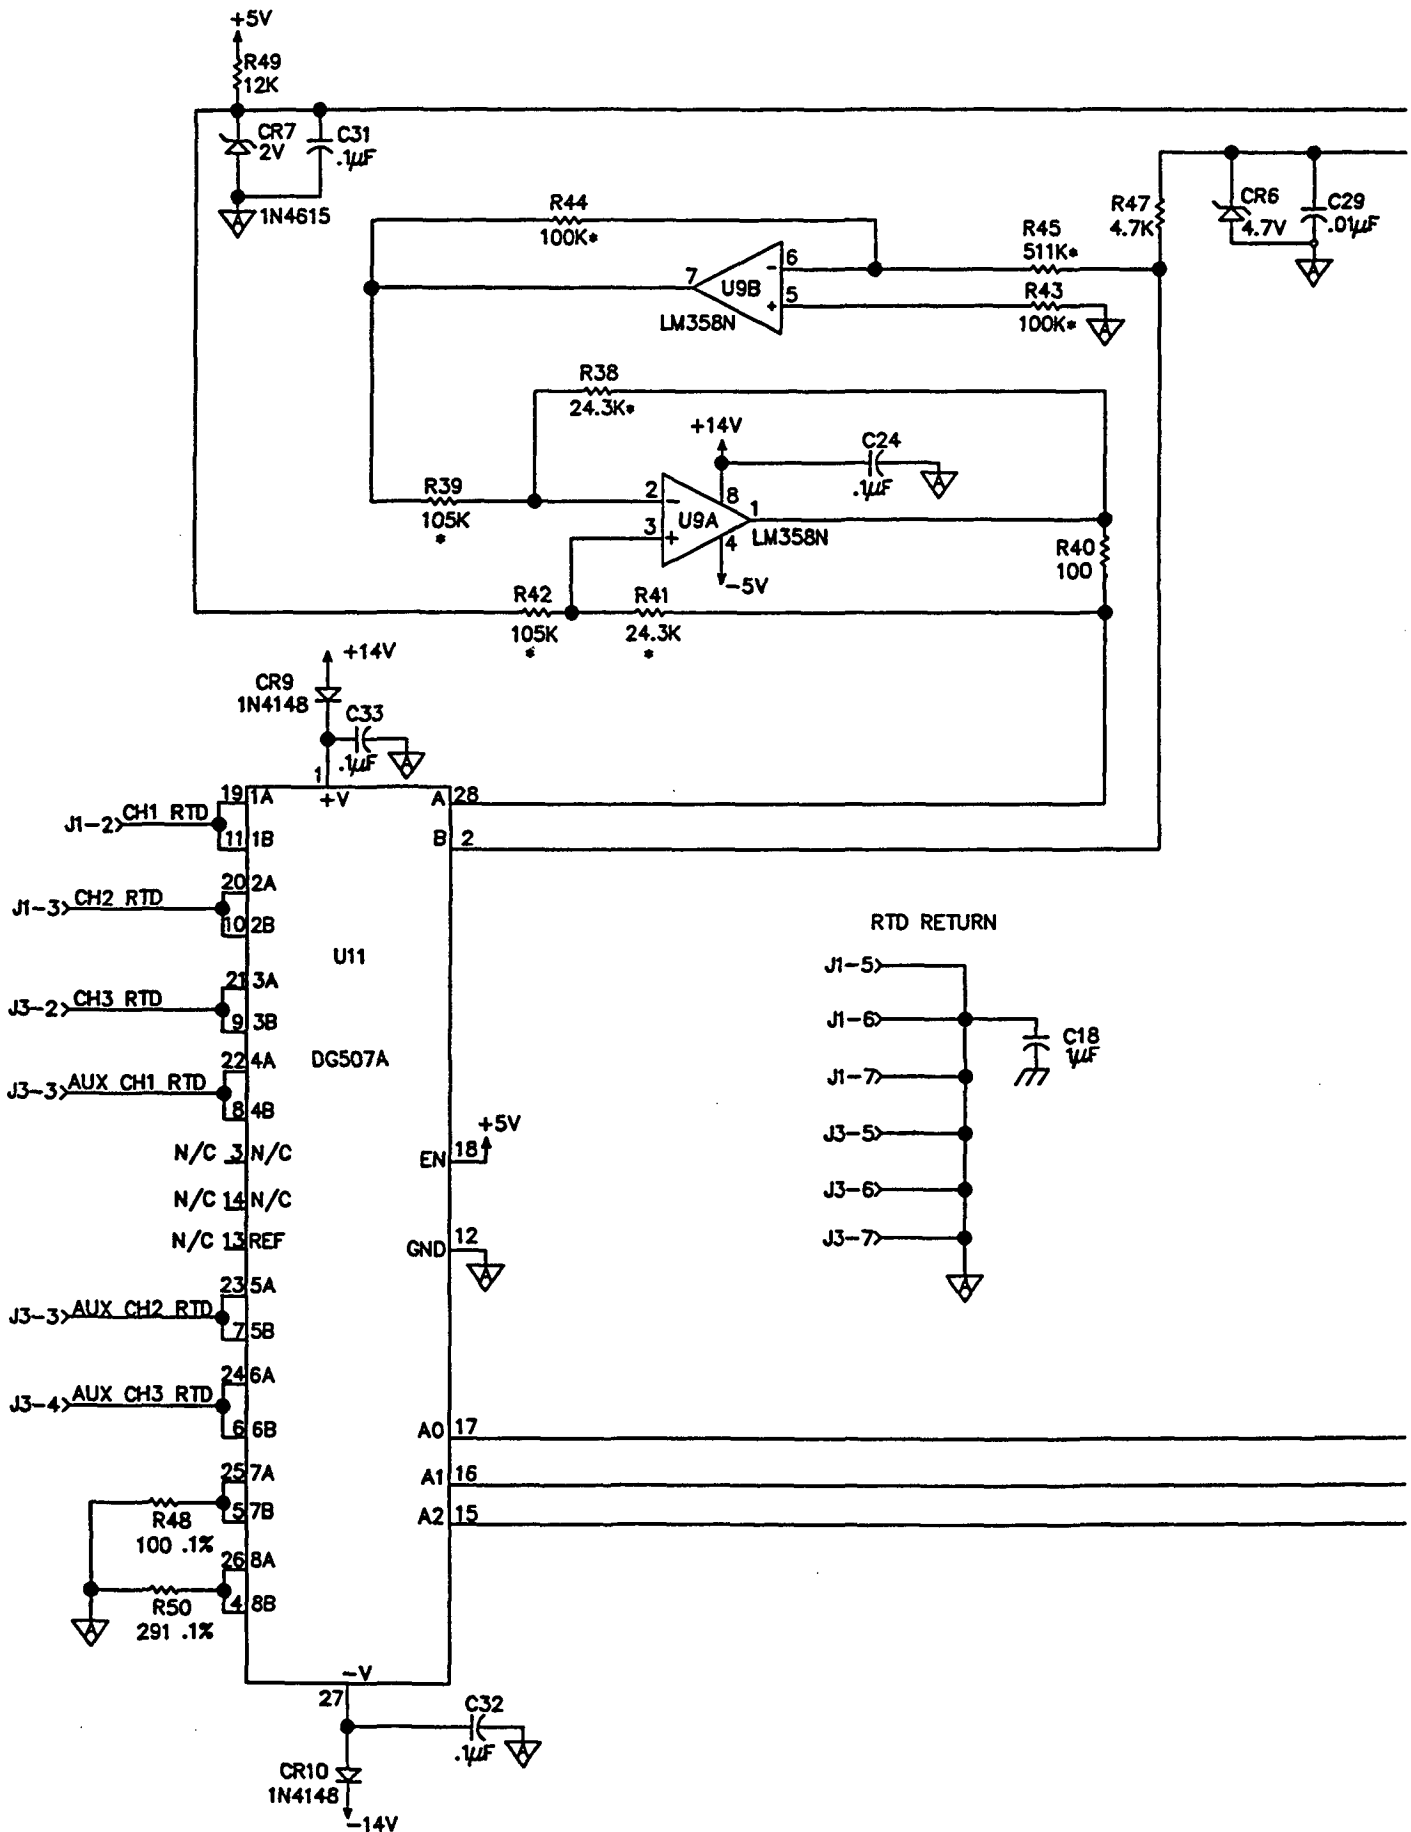 +5V
R49
12K
CR7
2V
C31
.1µF
1N4615
R44
100K*
R47
4.7K
CR6
4.7V
C29
.01µF
R45
511K*
7
U9B
-
6
+
5
LM358N
R43
100K*
A
R38
24.3K*
+14V
C24
.1µF
R39
105K
*
2
-
8
1
U9A
3
+
4
LM358N
-5V
R40
100
R42
105K
*
R41
24.3K
*
+14V
CR9
1N4148
C33
.1µF
1
+V
19 1A
A 28
J1-2 CH1 RTD
11 1B
B 2
20 2A
J1-3 CH2 RTD
10 2B
U11
RTD RETURN
J1-5
21 3A
J3-2 CH3 RTD
9 3B
J1-6
C18
1µF
DG507A
22 4A
J3-3 AUX CH1 RTD
8 4B
J1-7
+5V
J3-5
N/C 3 N/C
EN 18
N/C 14 N/C
J3-6
N/C 13 REF
GND 12
J3-7
23 5A
J3-3 AUX CH2 RTD
7 5B
24 6A
J3-4 AUX CH3 RTD
6 6B
A0 17
25 7A
A1 16
5 7B
A2 15
R48
100 .1%
26 8A
4 8B
R50
291 .1%
-V
27
C32
.1µF
CR10
1N4148
-14V